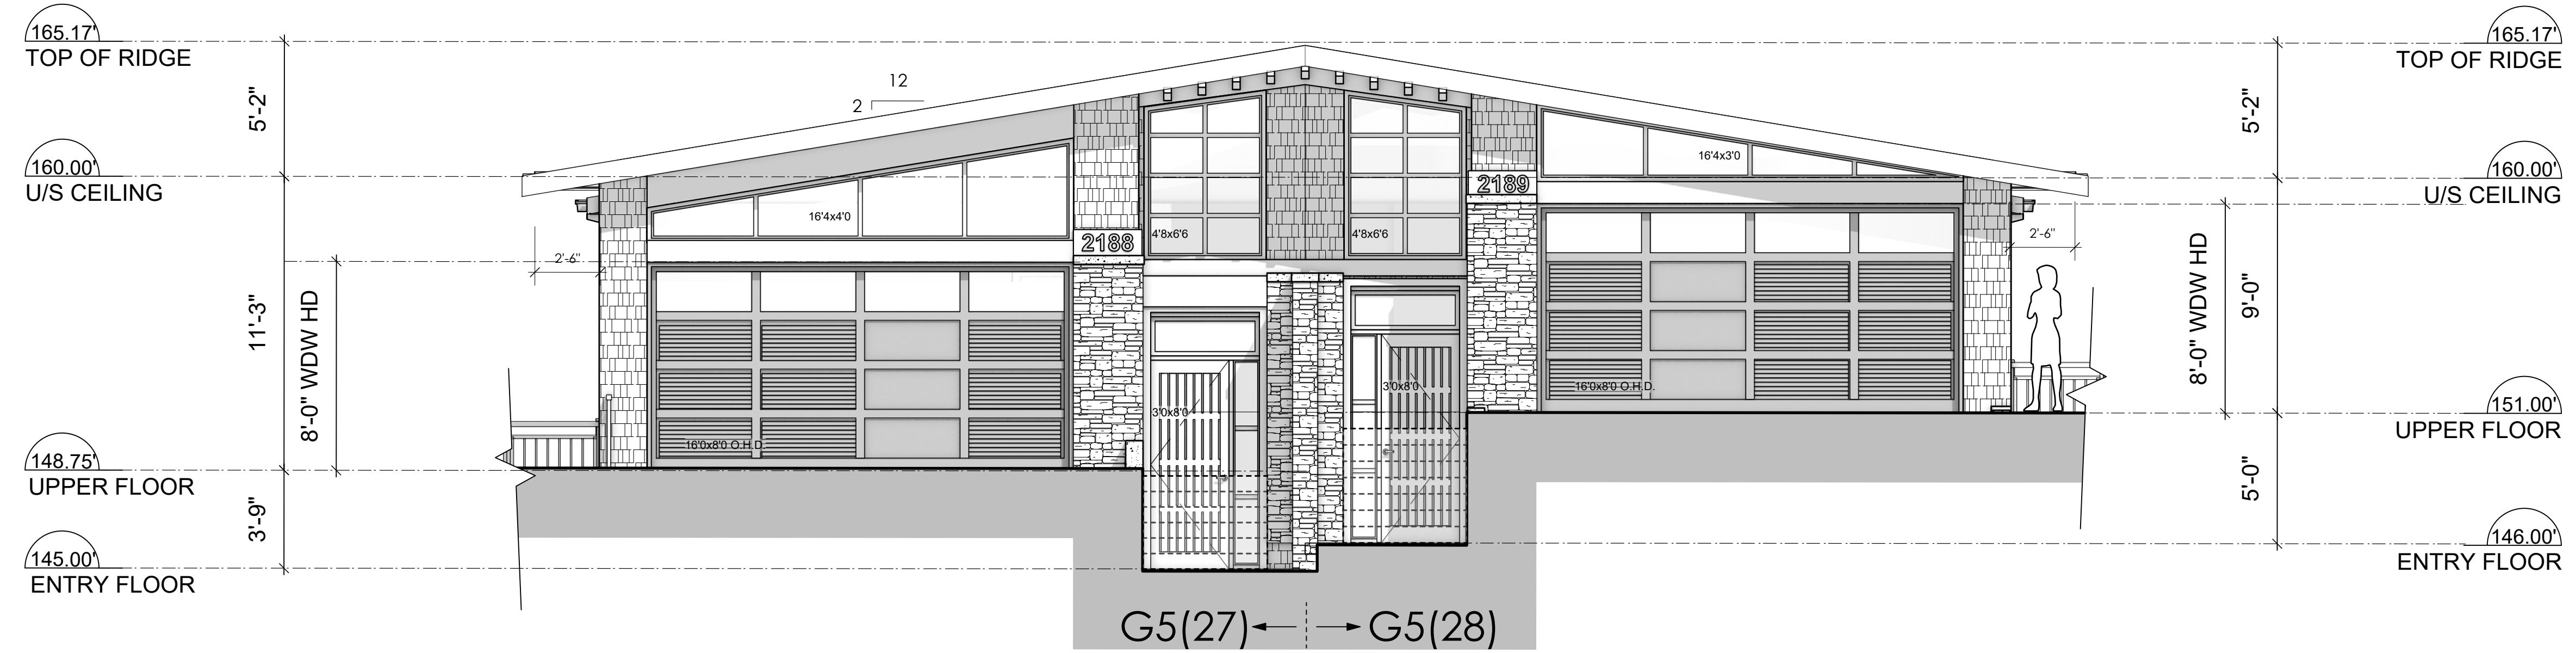 165.17'
TOP OF RIDGE
165.17'
TOP OF RIDGE
5'-2"
12
2
5'-2"
160.00'
U/S CEILING
160.00'
U/S CEILING
16'4x3'0
2189
16'4x4'0
2188
4'8x6'6
4'8x6'6
2'-6"
2'-6"
11'-3"
8'-0" WDW HD
8'-0" WDW HD
9'-0"
3'0x8'0
3'0x8'0
16'0x8'0 O.H.D.
16'0x8'0 O.H.D.
148.75'
UPPER FLOOR
151.00'
UPPER FLOOR
3'-9"
5'-0"
145.00'
ENTRY FLOOR
146.00'
ENTRY FLOOR
G5(27)
G5(28)